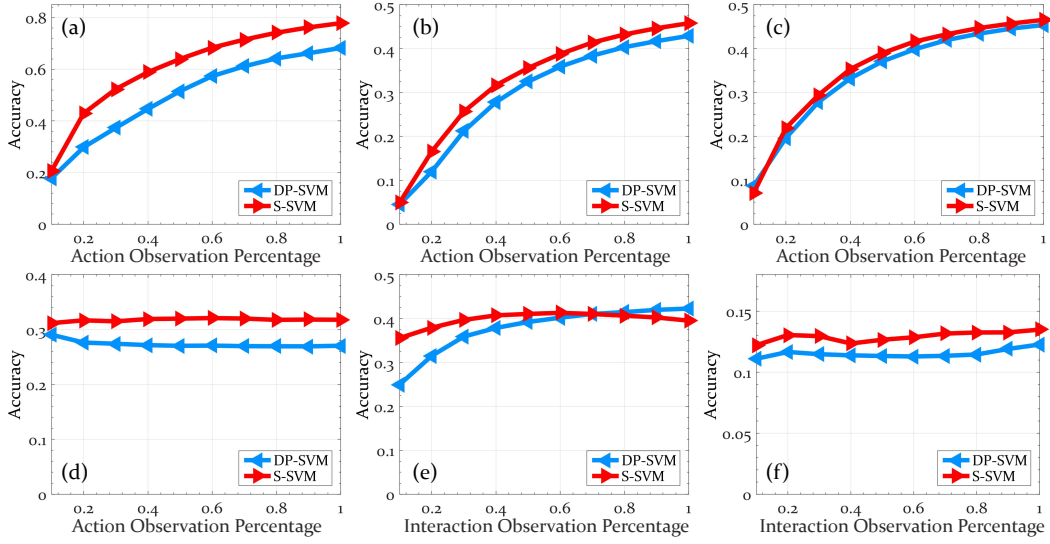 (a)
Accuracy
0.8
0.6
0.4
0.2
0
0.2
0.4
0.6
0.8
1
DP-SVM
S-SVM
Action Observation Percentage
(b)
Accuracy
0.5
0.4
0.3
0.2
0.1
0
0.2
0.4
0.6
0.8
1
DP-SVM
S-SVM
Action Observation Percentage
(c)
Accuracy
0.5
0.4
0.3
0.2
0.1
0
0.2
0.4
0.6
0.8
1
DP-SVM
S-SVM
Action Observation Percentage
(d)
Accuracy
0.4
0.3
0.2
0.1
0
0.2
0.4
0.6
0.8
1
DP-SVM
S-SVM
Action Observation Percentage
(e)
Accuracy
0.5
0.4
0.3
0.2
0.1
0
0.2
0.4
0.6
0.8
1
DP-SVM
S-SVM
Interaction Observation Percentage
(f)
Accuracy
0.15
0.1
0.05
0
0.2
0.4
0.6
0.8
1
DP-SVM
S-SVM
Interaction Observation Percentage